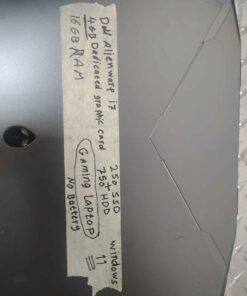 Dell Alienware 17
4GB Dedicated graphic card
16GB RAM
250 SSD
+
750 HDD
Gaming Laptop
No Battery
Windows
11